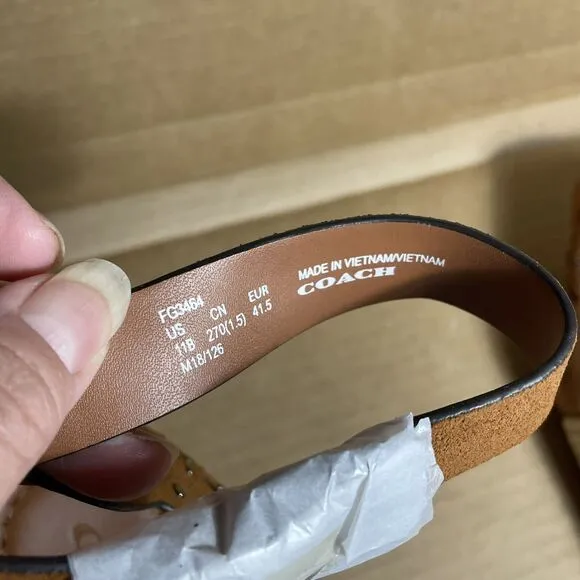 FG3464
US CN EUR
11B 270(1.5) 41.5
M18/126
MADE IN VIETNAM/VIETNAM
COACH